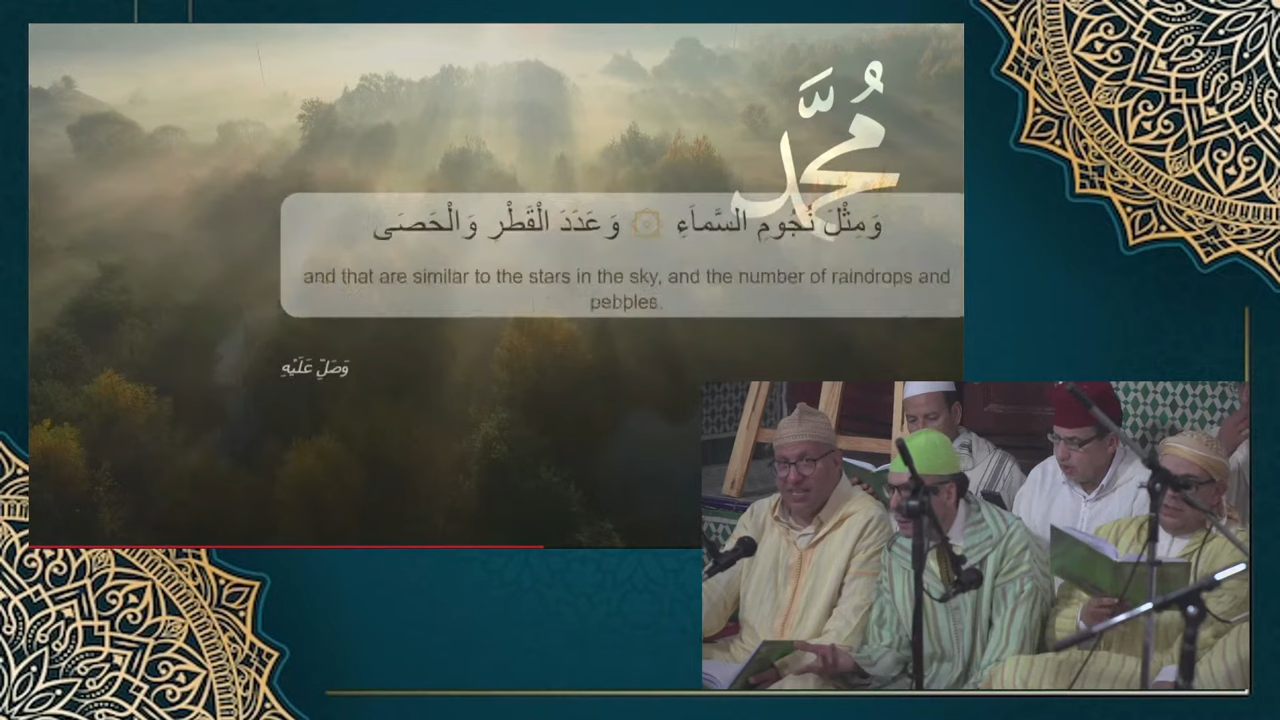 مُحَمَّد
وَمِثْلَ نُجُومِ السَّمَآءِ ۞ وَ عَدَدَ الْقَطْرِ وَ الْحَصَى
and that are similar to the stars in the sky, and the number of raindrops and
pebbles.
وَصَلِّ عَلَيْهِ